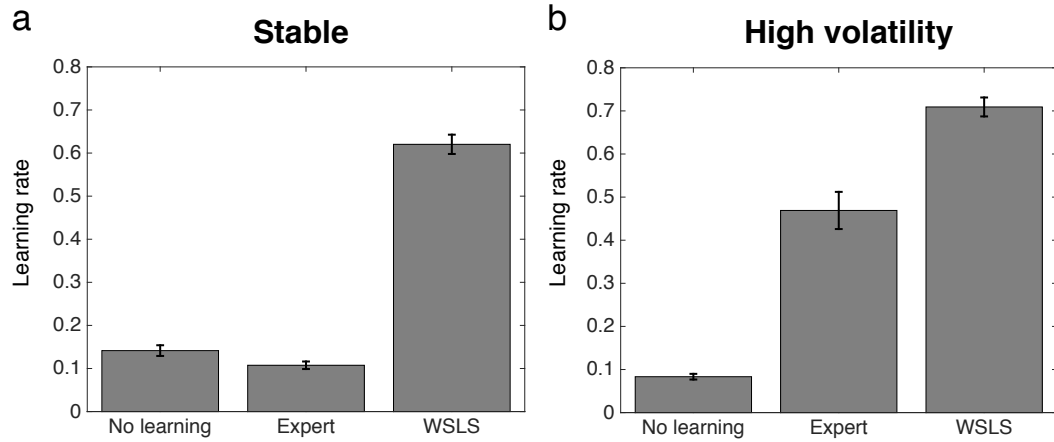 a
Stable
Learning rate
0.8
0.7
0.6
0.5
0.4
0.3
0.2
0.1
0
No learning Expert WSLS
b
High volatility
Learning rate
0.8
0.7
0.6
0.5
0.4
0.3
0.2
0.1
0
No learning Expert WSLS